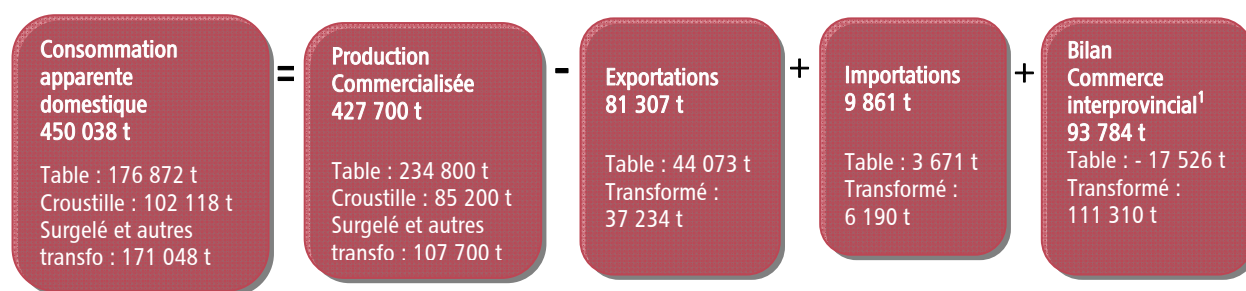 Consommation
apparente
domestique
450 038 t
Table : 176 872 t
Croustille : 102 118 t
Surgelé et autres
transfo : 171 048 t
=
Production
Commercialisée
427 700 t
Table : 234 800 t
Croustille : 85 200 t
Surgelé et autres
transfo : 107 700 t
-
Exportations
81 307 t
Table : 44 073 t
Transformé :
37 234 t
+
Importations
9 861 t
Table : 3 671 t
Transformé :
6 190 t
+
Bilan
Commerce
interprovincial¹
93 784 t
Table : - 17 526 t
Transformé :
111 310 t